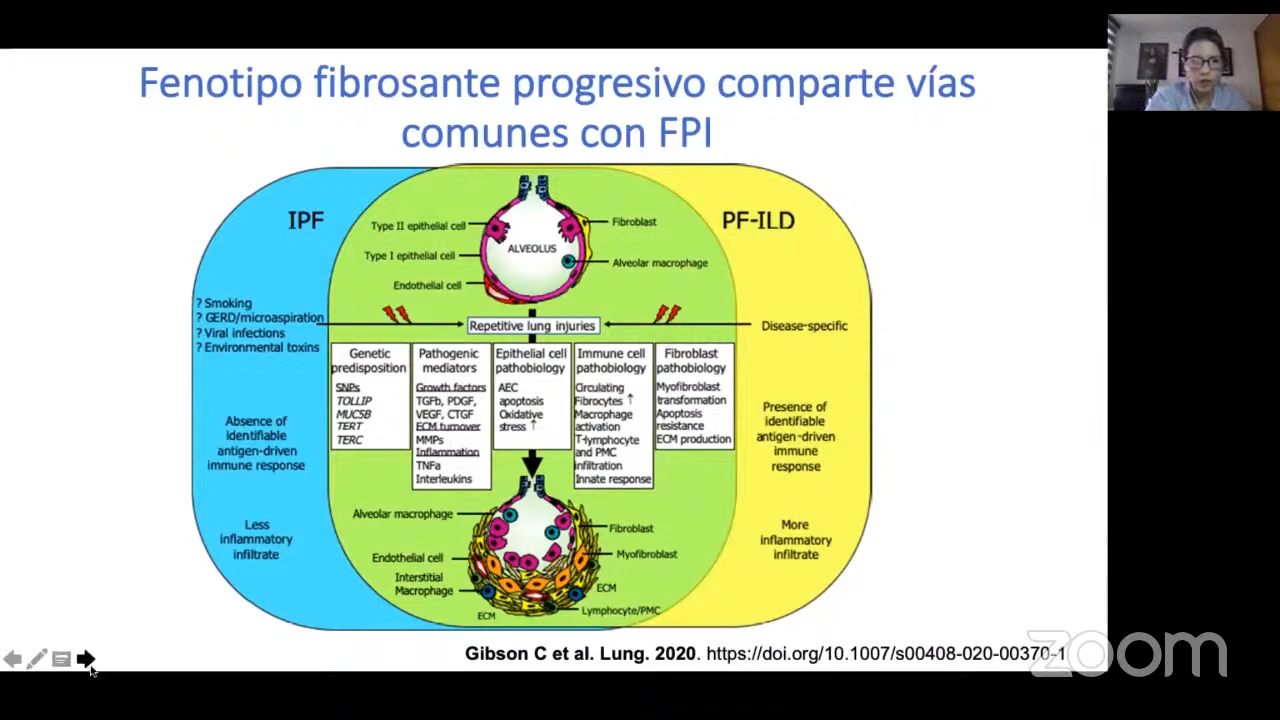 Fenotipo fibrosante progresivo comparte vías
comunes con FPI
IPF
PF-ILD
Type II epithelial cell
Type I epithelial cell
Endothelial cell
ALVEOLUS
Fibroblast
Alveolar macrophage
? Smoking
? GERD/microaspiration
? Viral infections
? Environmental toxins
Repetitive lung injuries
Disease-specific
Genetic
predisposition
SNPs
TOLLIP
MUC5B
TERT
TERC
Pathogenic
mediators
Growth factors
TGFb, PDGF,
VEGF, CTGF
ECM turnover
MMPs
Inflammation
TNFa
Interleukins
Epithelial cell
pathobiology
AEC
apoptosis
Oxidative
stress ↑
Immune cell
pathobiology
Circulating
Fibrocytes ↑
Macrophage
activation
T-lymphocyte
and PMC
infiltration
Innate response
Fibroblast
pathobiology
Myofibroblast
transformation
Apoptosis
resistance
ECM production
Absence of
identifiable
antigen-driven
immune response
Less
inflammatory
infiltrate
Presence of
identifiable
antigen-driven
immune
response
More
inflammatory
infiltrate
Alveolar macrophage
Endothelial cell
Interstitial
Macrophage
ECM
Fibroblast
Myofibroblast
ECM
Lymphocyte/PMC
Gibson C et al. Lung. 2020. https://doi.org/10.1007/s00408-020-00370-1
zoom